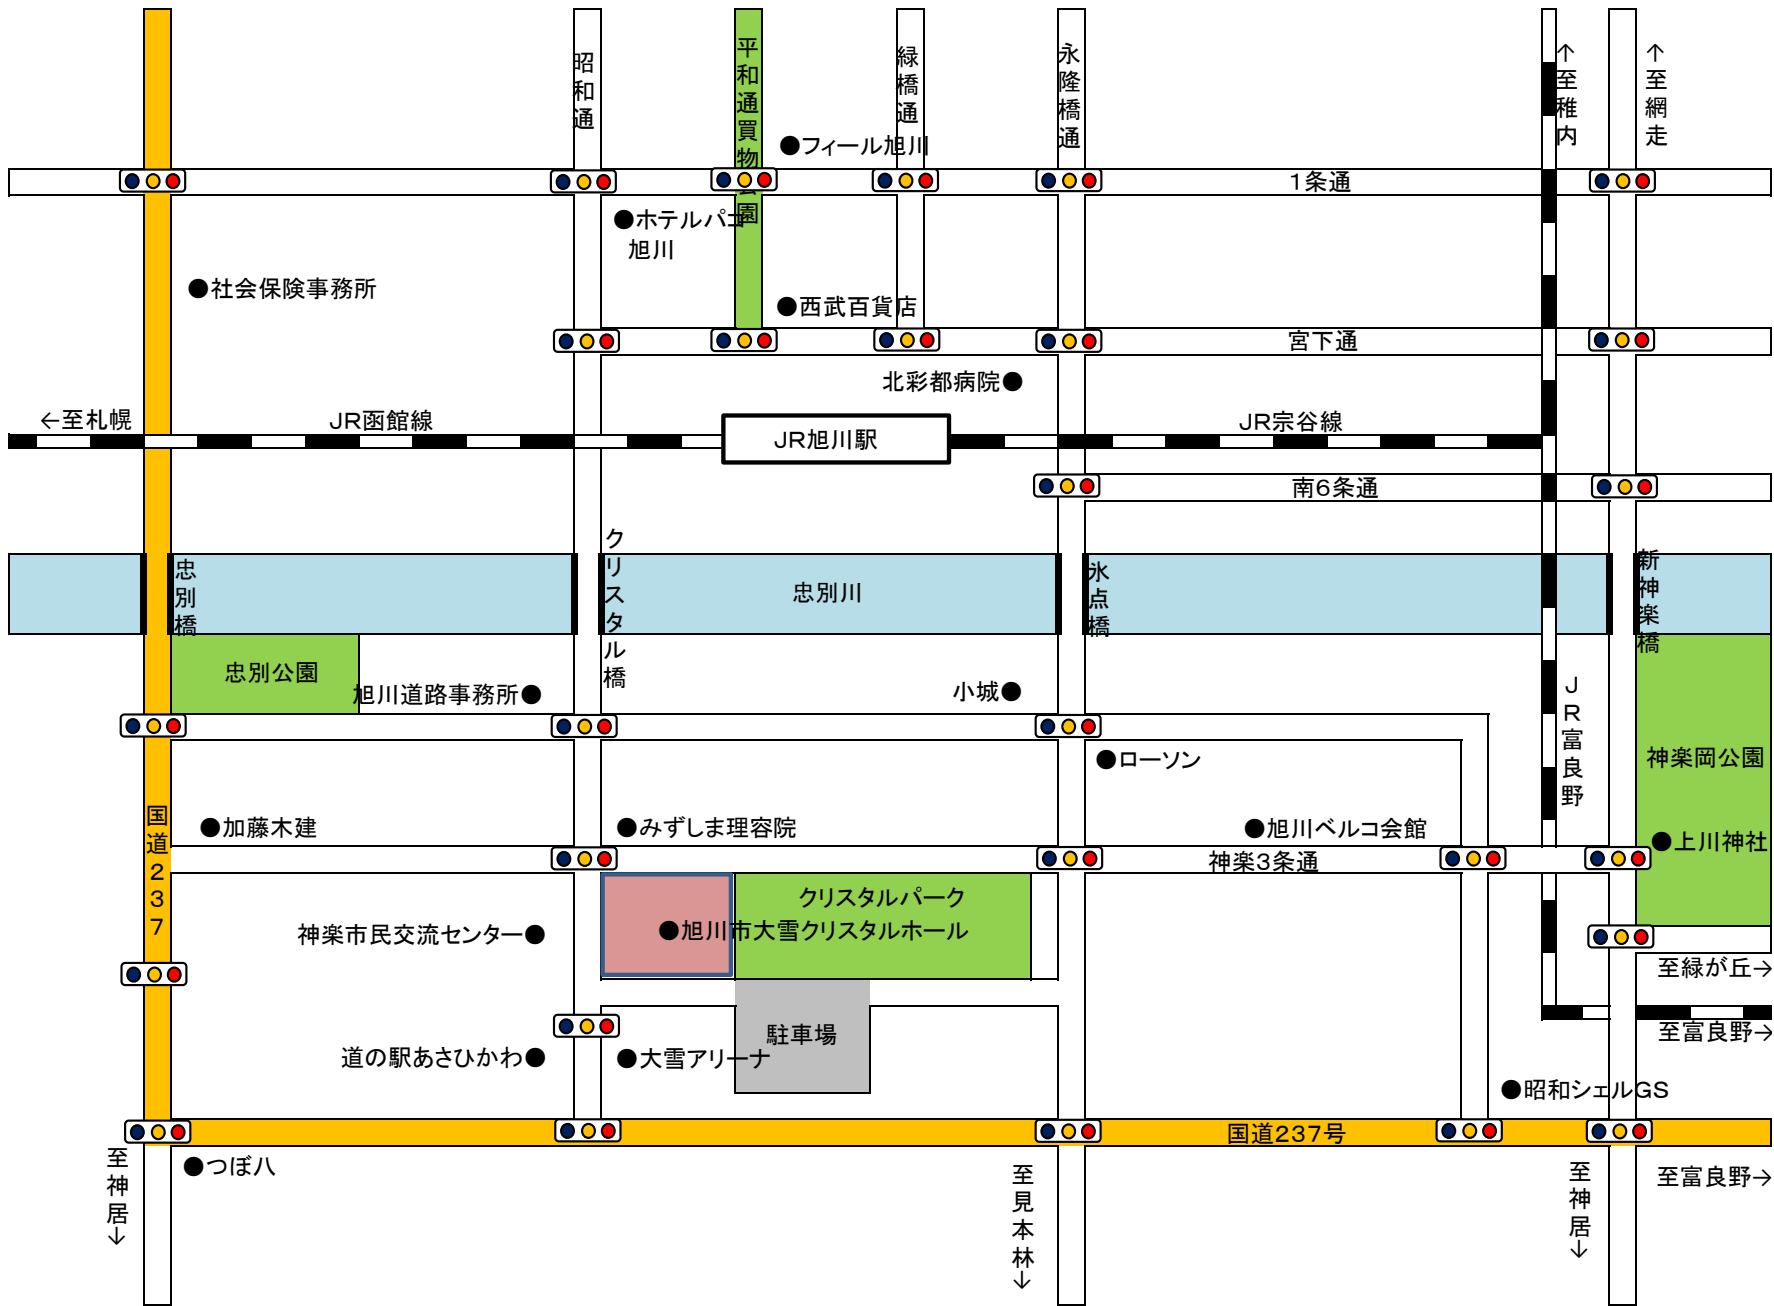 昭和通
平和通買物公園
緑橋通
永隆橋通
↑至稚内
↑至網走
●フィール旭川
1条通
●ホテルパコ
旭川
●社会保険事務所
●西武百貨店
宮下通
北彩都病院●
←至札幌
JR函館線
JR旭川駅
JR宗谷線
南6条通
忠別橋
クリスタル橋
忠別川
氷点橋
新神楽橋
忠別公園
旭川道路事務所●
小城●
JR富良野
●ローソン
神楽岡公園
国道237
●加藤木建
●みずしま理容院
●旭川ベルコ会館
●上川神社
神楽3条通
クリスタルパーク
神楽市民交流センター●
●旭川市大雪クリスタルホール
至緑が丘→
駐車場
至富良野→
道の駅あさひかわ●
●大雪アリーナ
●昭和シェルGS
国道237号
●つぼ八
至神居↓
至見本林↓
至神居↓
至富良野→